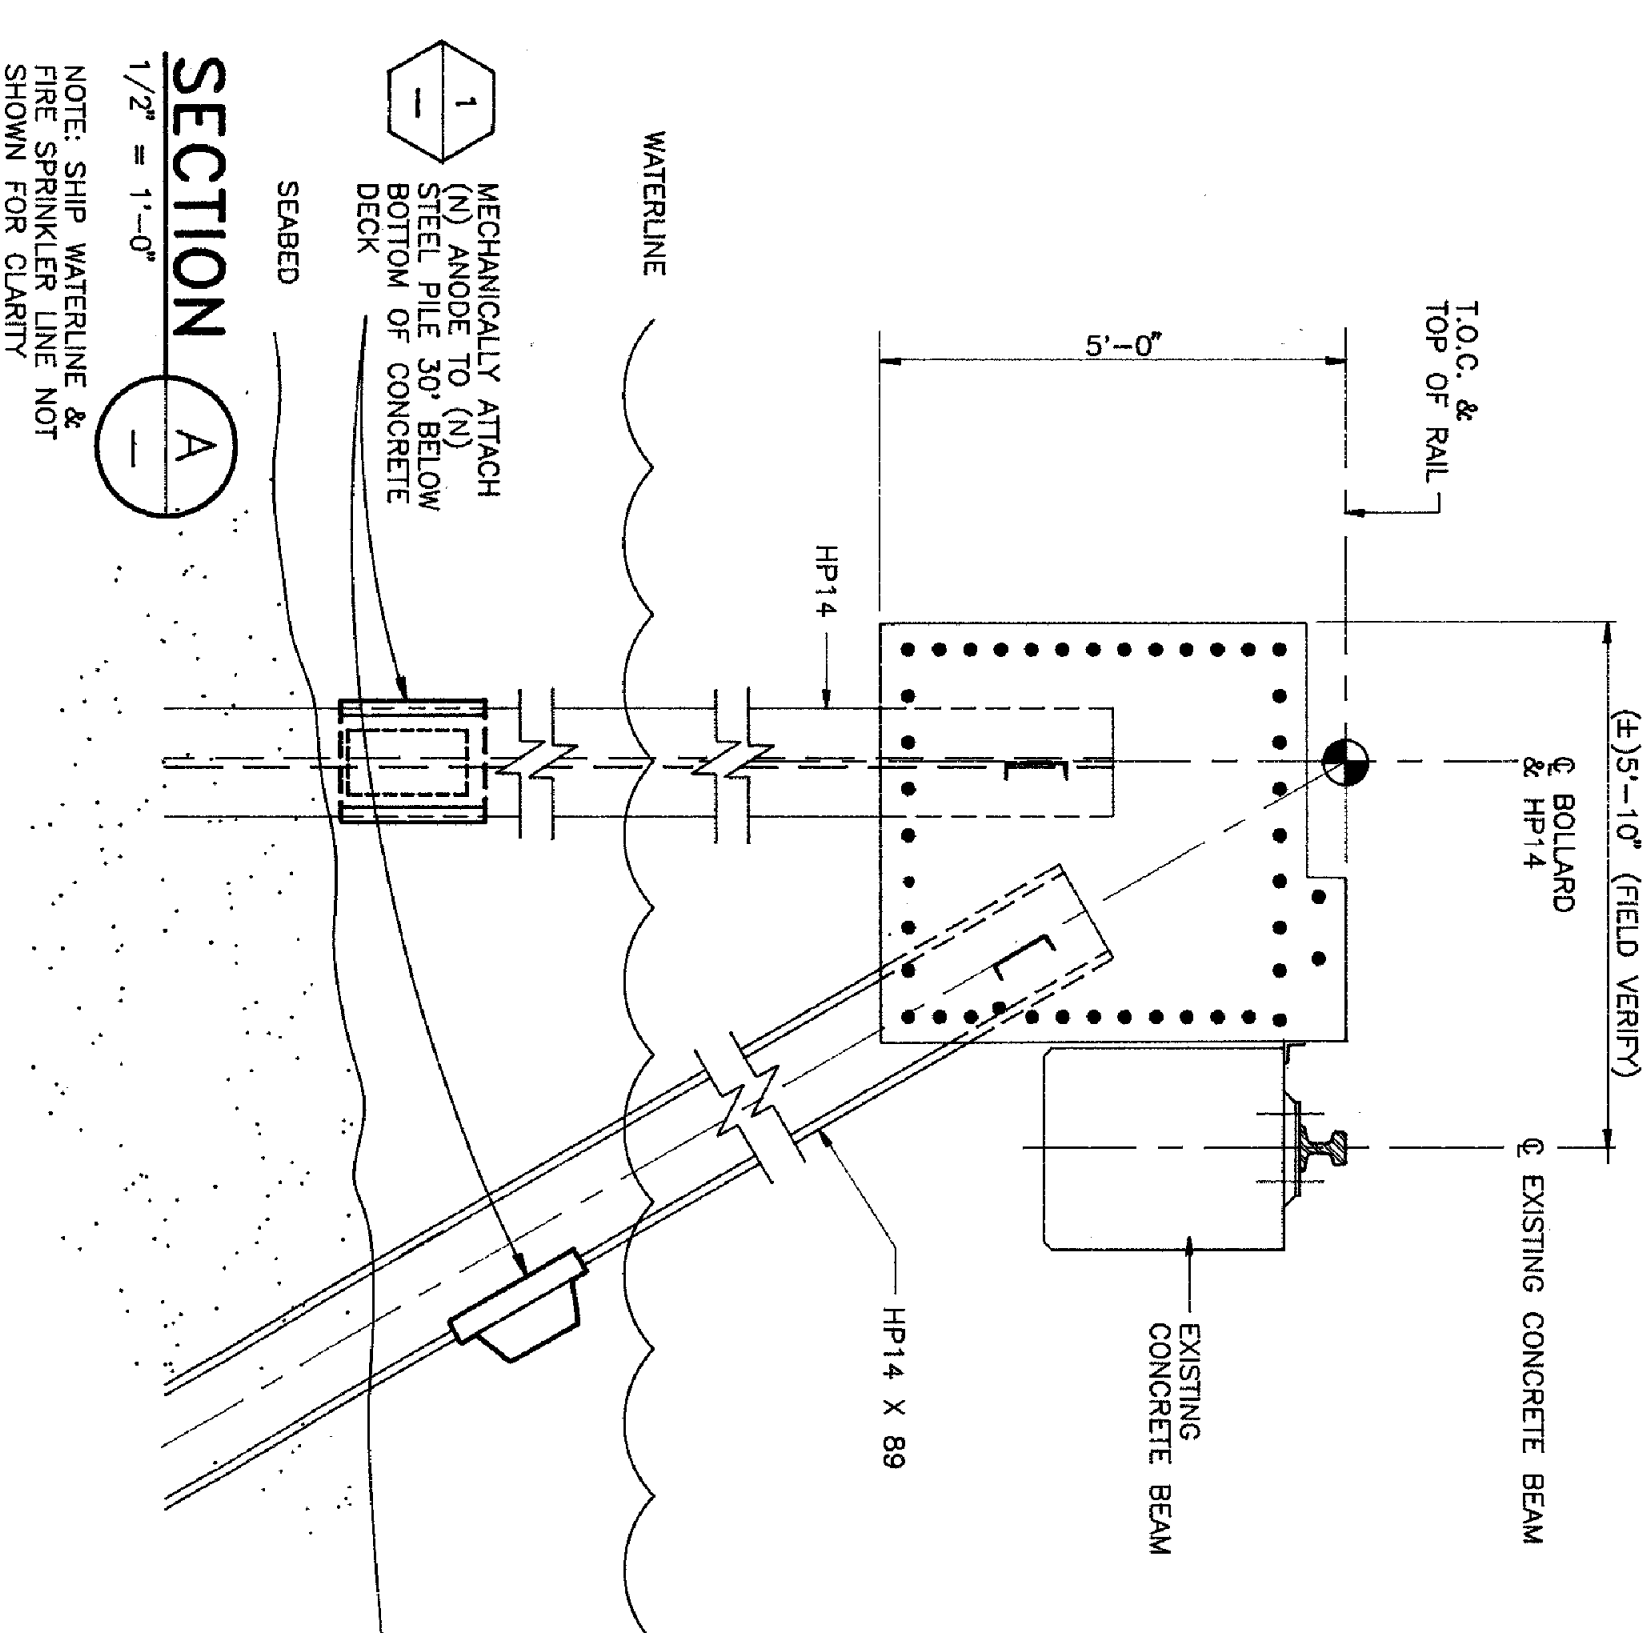 (±)5'-10" (FIELD VERIFY)
℄ BOLLARD
& HP14
℄ EXISTING CONCRETE BEAM
T.O.C. &
TOP OF RAIL
5'-0"
EXISTING
CONCRETE BEAM
HP14
HP14 X 89
WATERLINE
1
-
MECHANICALLY ATTACH
(N) ANODE TO (N)
STEEL PILE 30' BELOW
BOTTOM OF CONCRETE
DECK
SEABED
SECTION
1/2" = 1'-0"
A
-
NOTE: SHIP WATERLINE &
FIRE SPRINKLER LINE NOT
SHOWN FOR CLARITY